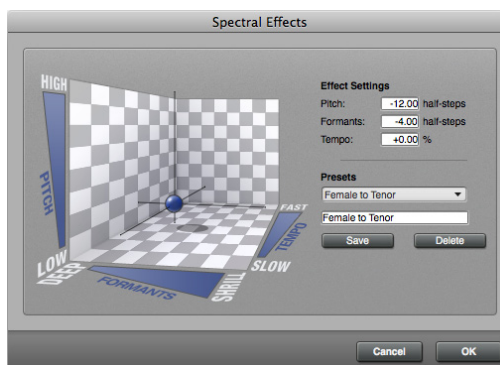 Spectral Effects
HIGH
PITCH
LOW
DEEP
FORMANTS
SHRILL
SLOW
TEMPO
FAST
Effect Settings
Pitch: -12.00 half-steps
Formants: -4.00 half-steps
Tempo: +0.00 %
Presets
Female to Tenor
Female to Tenor
Save Delete
Cancel OK